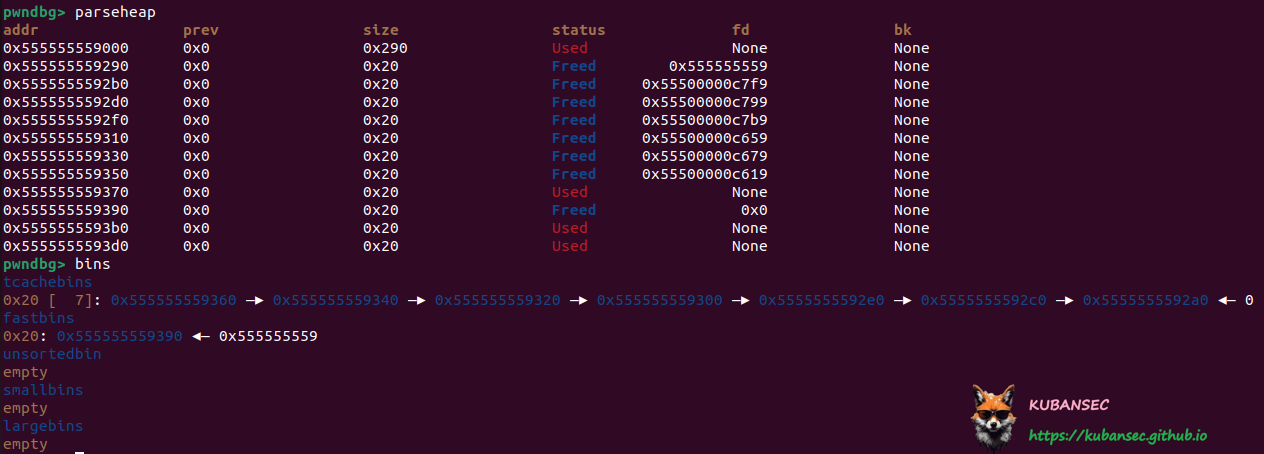 pwndbg> parseheap
addr prev size status fd bk
0x555555559000 0x0 0x290 Used None None
0x555555559290 0x0 0x20 Freed 0x555555559 None
0x5555555592b0 0x0 0x20 Freed 0x55500000c7f9 None
0x5555555592d0 0x0 0x20 Freed 0x55500000c799 None
0x5555555592f0 0x0 0x20 Freed 0x55500000c7b9 None
0x555555559310 0x0 0x20 Freed 0x55500000c659 None
0x555555559330 0x0 0x20 Freed 0x55500000c679 None
0x555555559350 0x0 0x20 Freed 0x55500000c619 None
0x555555559370 0x0 0x20 Used None None
0x555555559390 0x0 0x20 Freed 0x0 None
0x5555555593b0 0x0 0x20 Used None None
0x5555555593d0 0x0 0x20 Used None None
pwndbg> bins
tcachebins
0x20 [  7]: 0x555555559360 —▸ 0x555555559340 —▸ 0x555555559320 —▸ 0x555555559300 —▸ 0x5555555592e0 —▸ 0x5555555592c0 —▸ 0x5555555592a0 ◂— 0
fastbins
0x20: 0x555555559390 ◂— 0x555555559
unsortedbin
empty
smallbins
empty
largebins
empty
KUBANSEC
https://kubansec.github.io